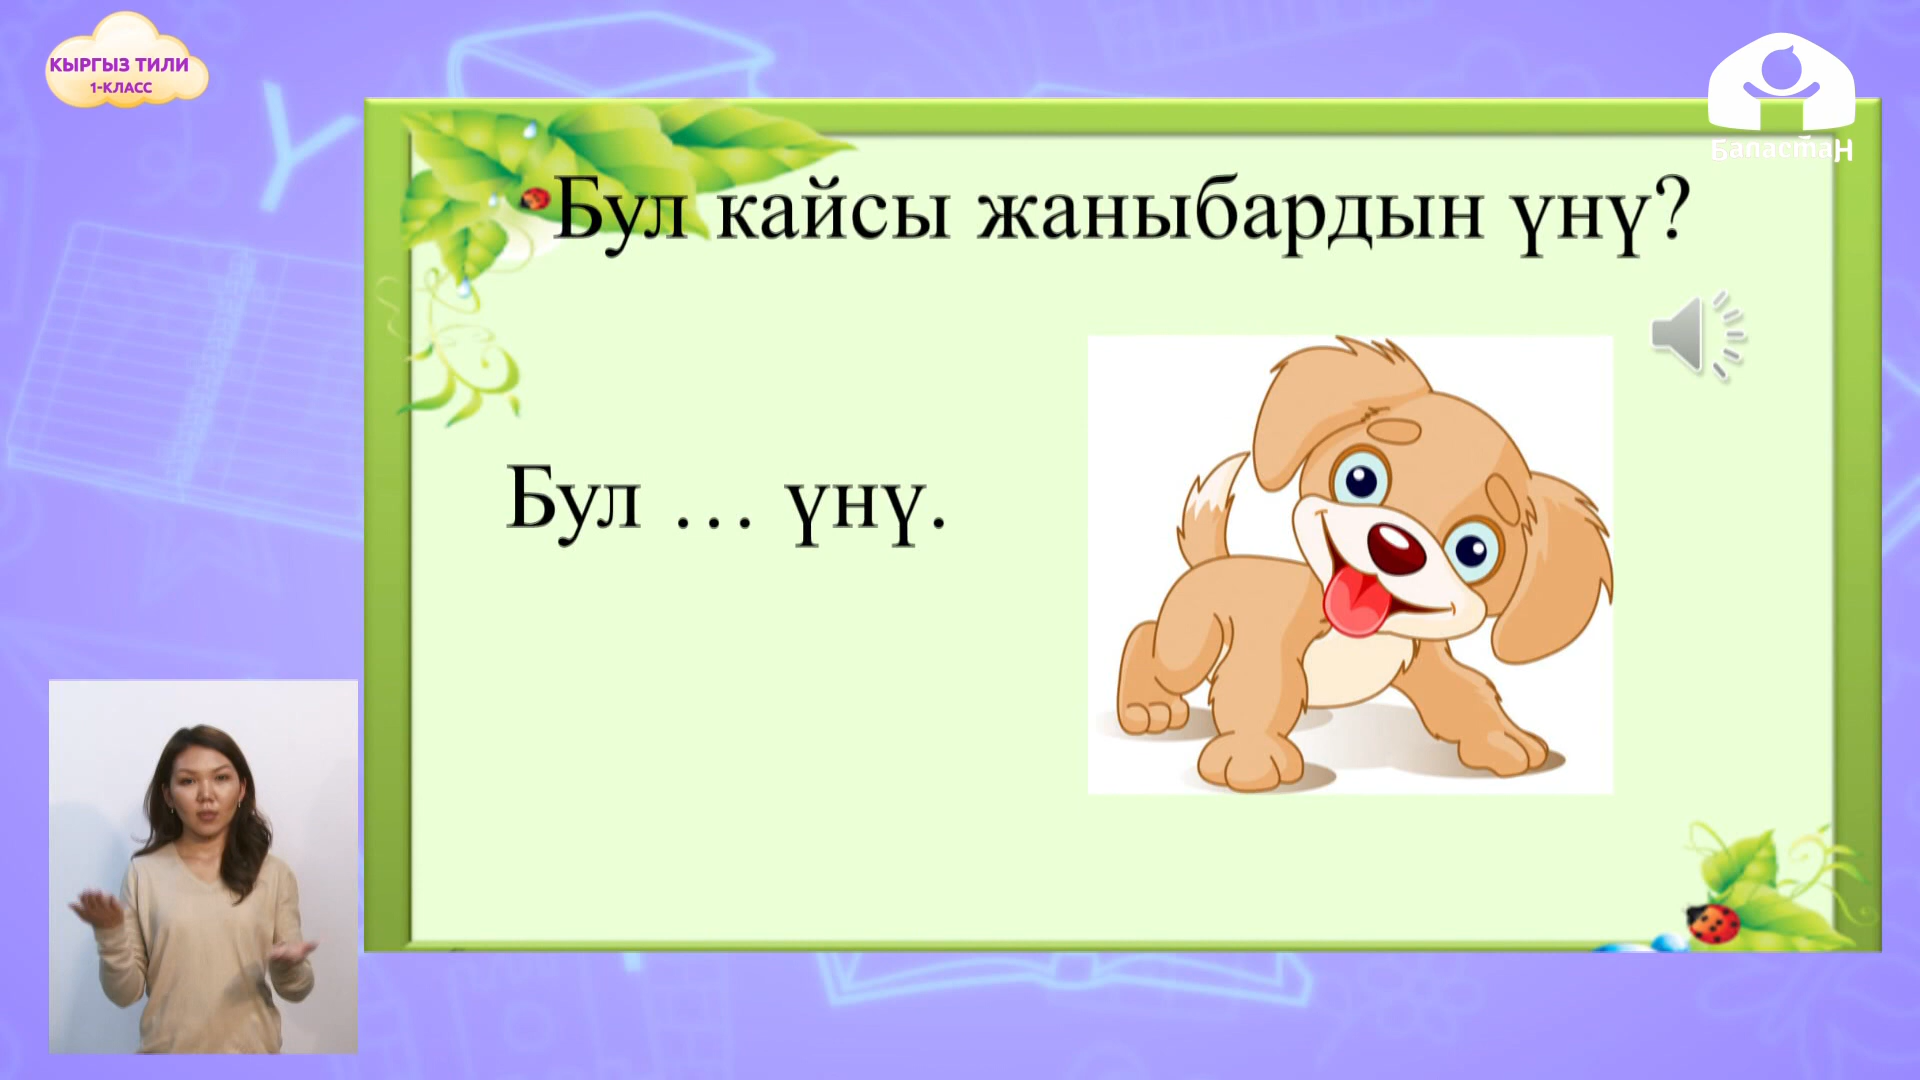 КЫРГЫЗ ТИЛИ
1-КЛАСС
Баластан
Бул кайсы жаныбардын үнү?
Бул … үнү.